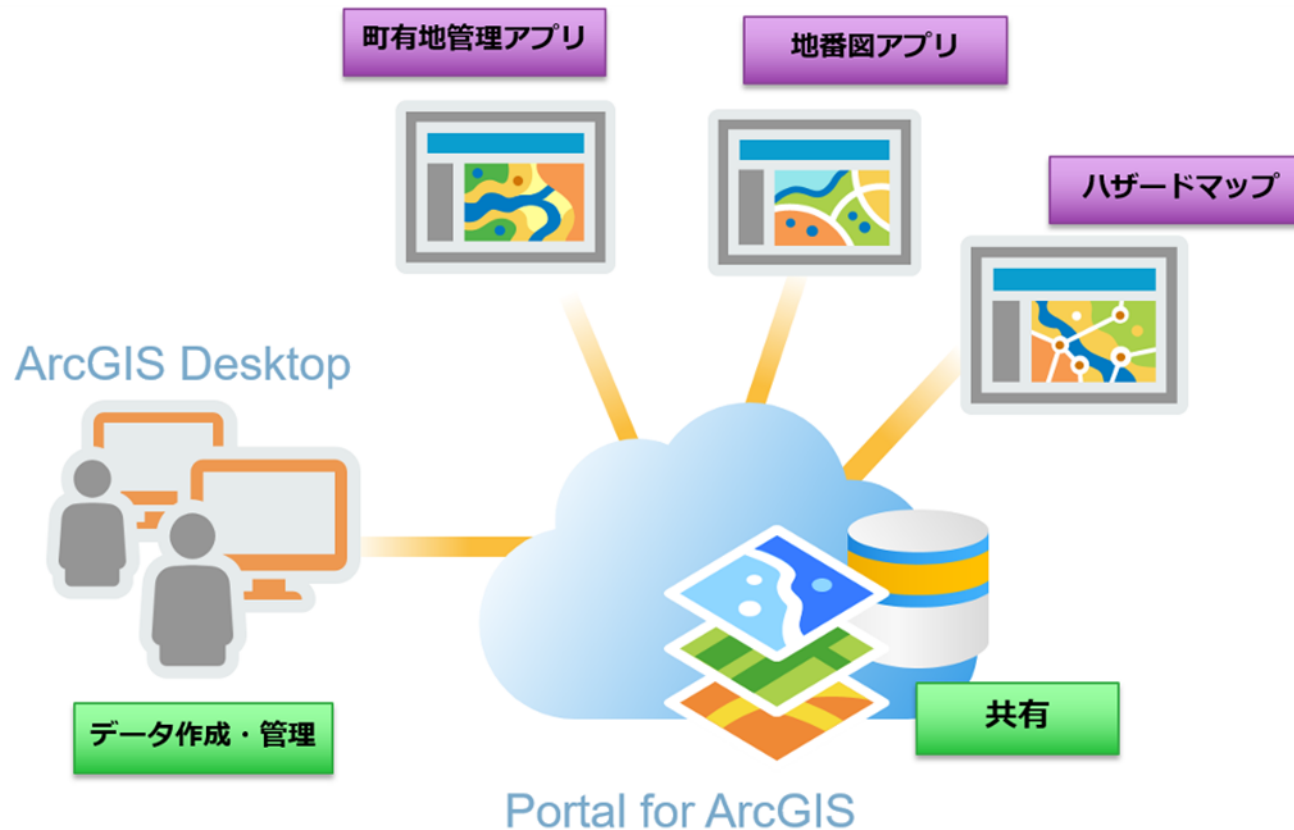 町有地管理アプリ
地番図アプリ
ハザードマップ
ArcGIS Desktop
データ作成・管理
共有
Portal for ArcGIS